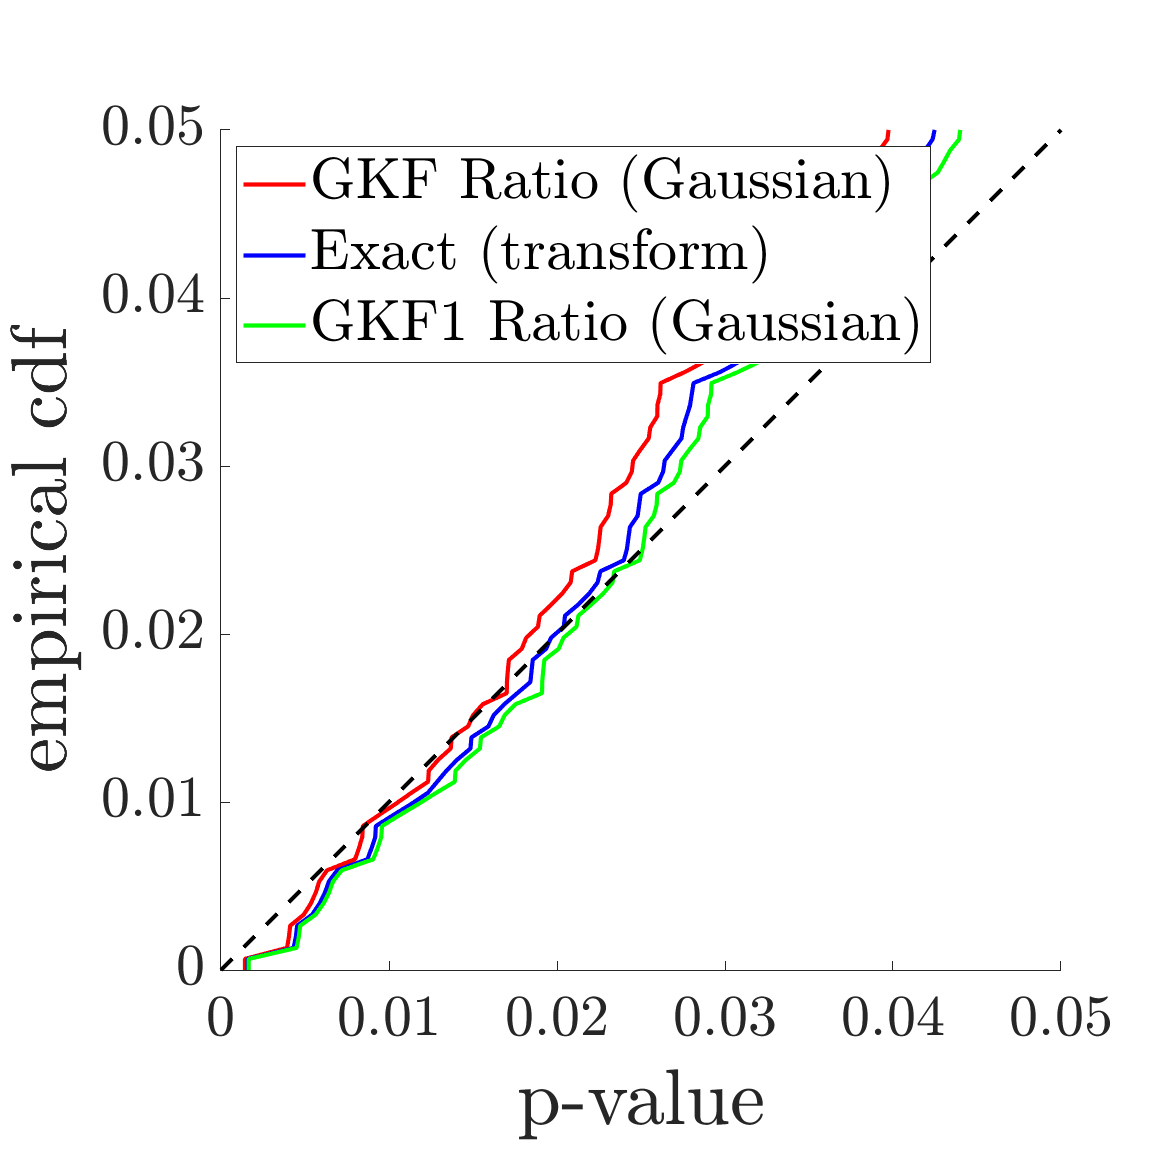 0.05
GKF Ratio (Gaussian)
Exact (transform)
0.04
GKF1 Ratio (Gaussian)
0.03
0.02
0.01
0
empirical cdf
0 0.01 0.02 0.03 0.04 0.05
p-value